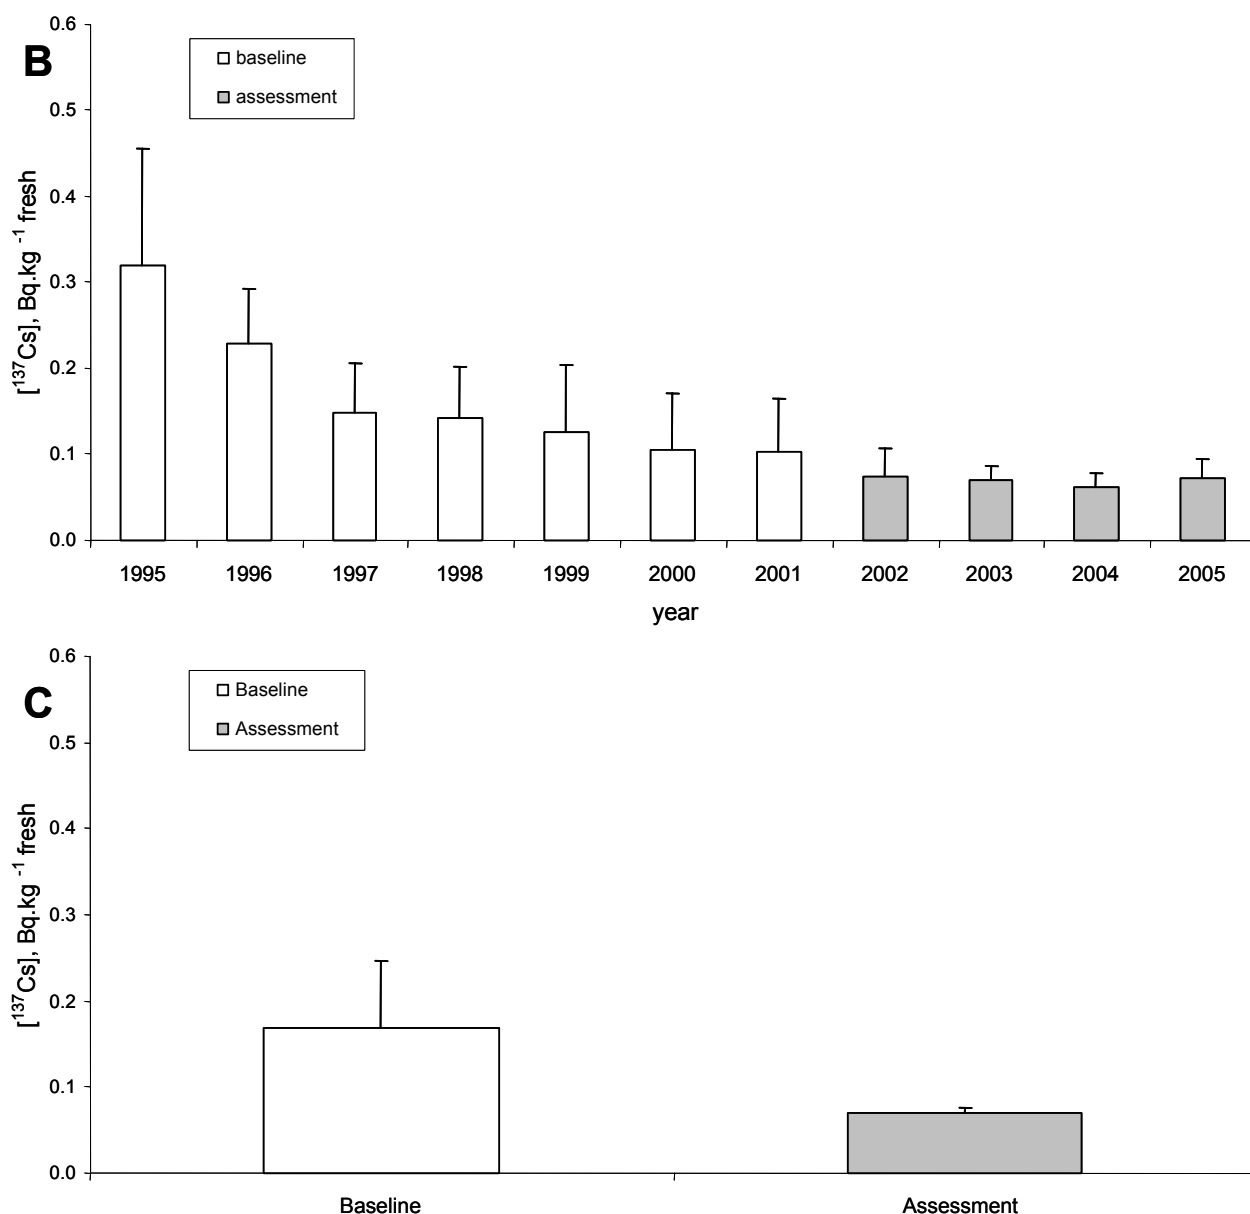 B
baseline
assessment
[¹³⁷Cs], Bq.kg ⁻¹ fresh
0.6
0.5
0.4
0.3
0.2
0.1
0.0
1995 1996 1997 1998 1999 2000 2001 2002 2003 2004 2005
year
C
Baseline
Assessment
[¹³⁷Cs], Bq.kg ⁻¹ fresh
0.6
0.5
0.4
0.3
0.2
0.1
0.0
Baseline Assessment